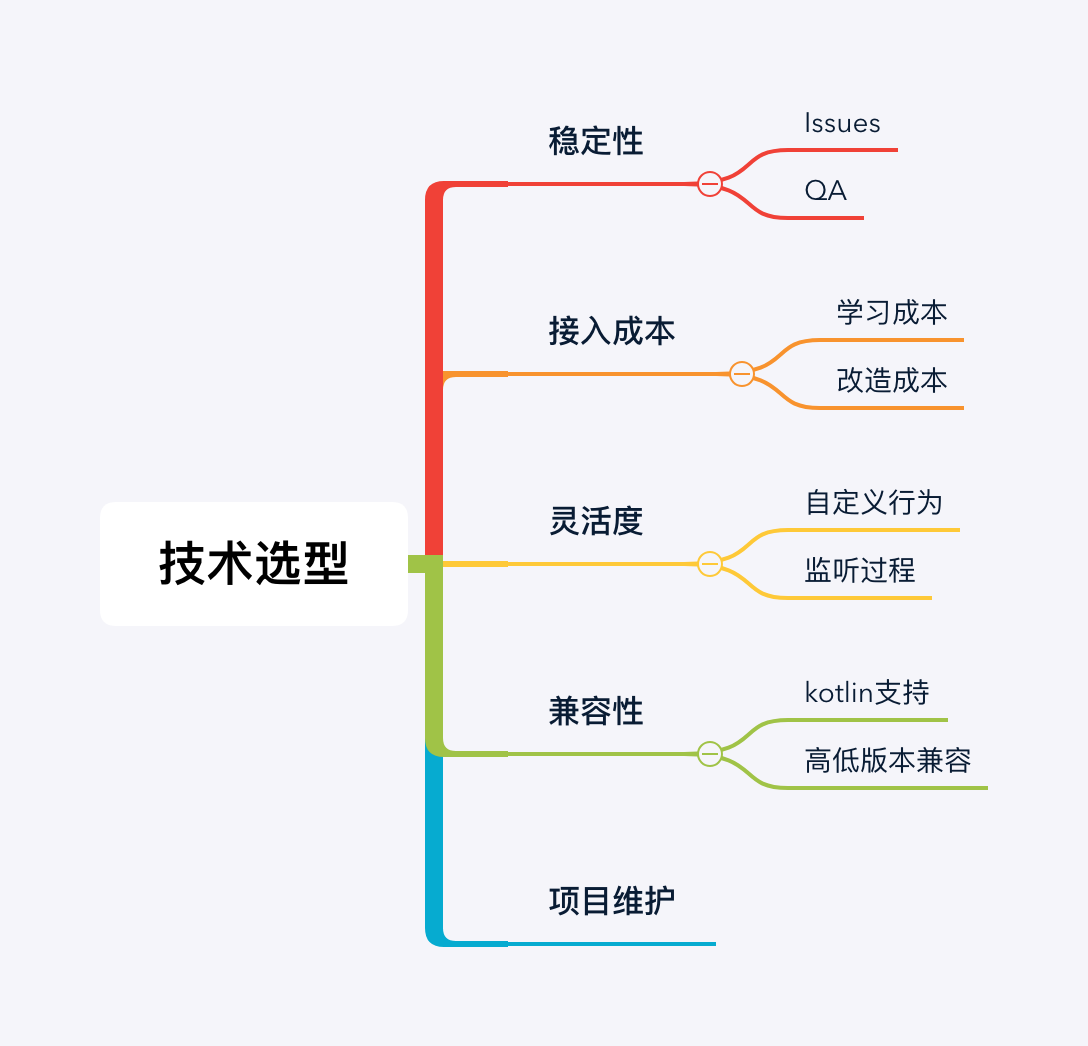 技术选型
稳定性
Issues
QA
接入成本
学习成本
改造成本
灵活度
自定义行为
监听过程
兼容性
kotlin支持
高低版本兼容
项目维护